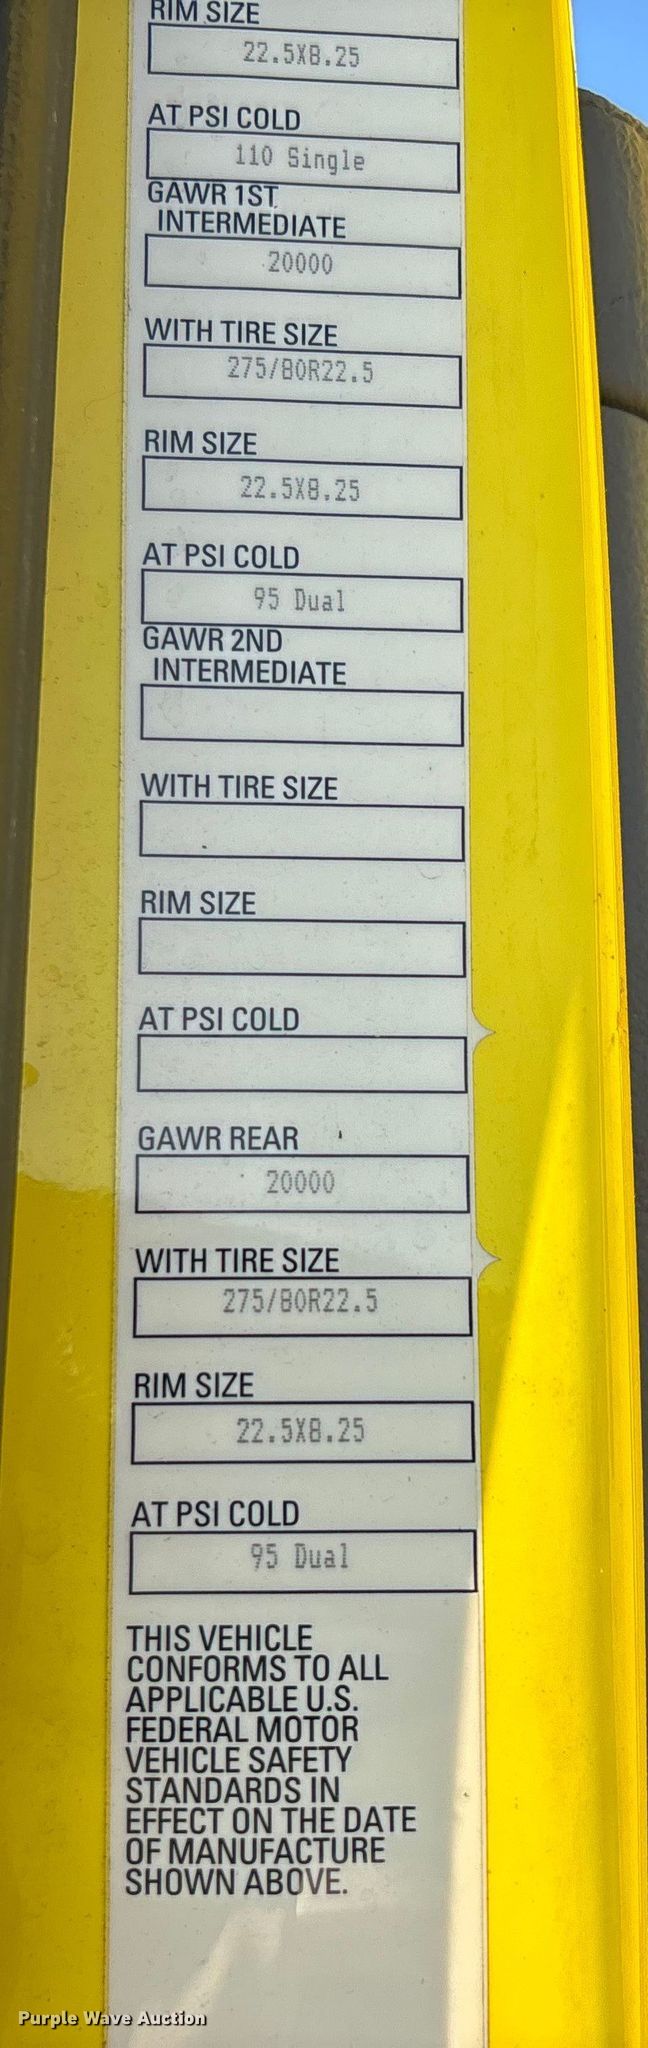 RIM SIZE
22.5X8.25
AT PSI COLD
110 Single
GAWR 1ST
INTERMEDIATE
20000
WITH TIRE SIZE
275/80R22.5
RIM SIZE
22.5X8.25
AT PSI COLD
95 Dual
GAWR 2ND
INTERMEDIATE
WITH TIRE SIZE
RIM SIZE
AT PSI COLD
GAWR REAR
20000
WITH TIRE SIZE
275/80R22.5
RIM SIZE
22.5X8.25
AT PSI COLD
95 Dual
THIS VEHICLE
CONFORMS TO ALL
APPLICABLE U.S.
FEDERAL MOTOR
VEHICLE SAFETY
STANDARDS IN
EFFECT ON THE DATE
OF MANUFACTURE
SHOWN ABOVE.
Purple Wave Auction